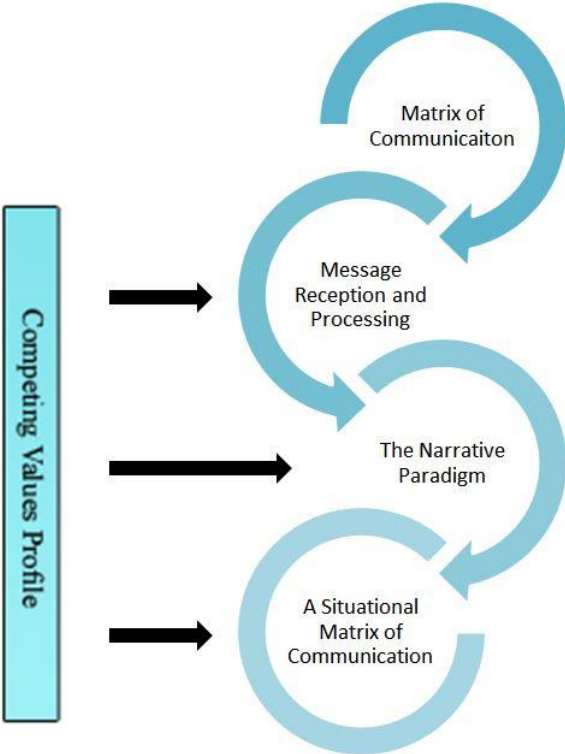 Matrix of
Communicaiton
Message
Reception and
Processing
Competing Values Profile
The Narrative
Paradigm
A Situational
Matrix of
Communication